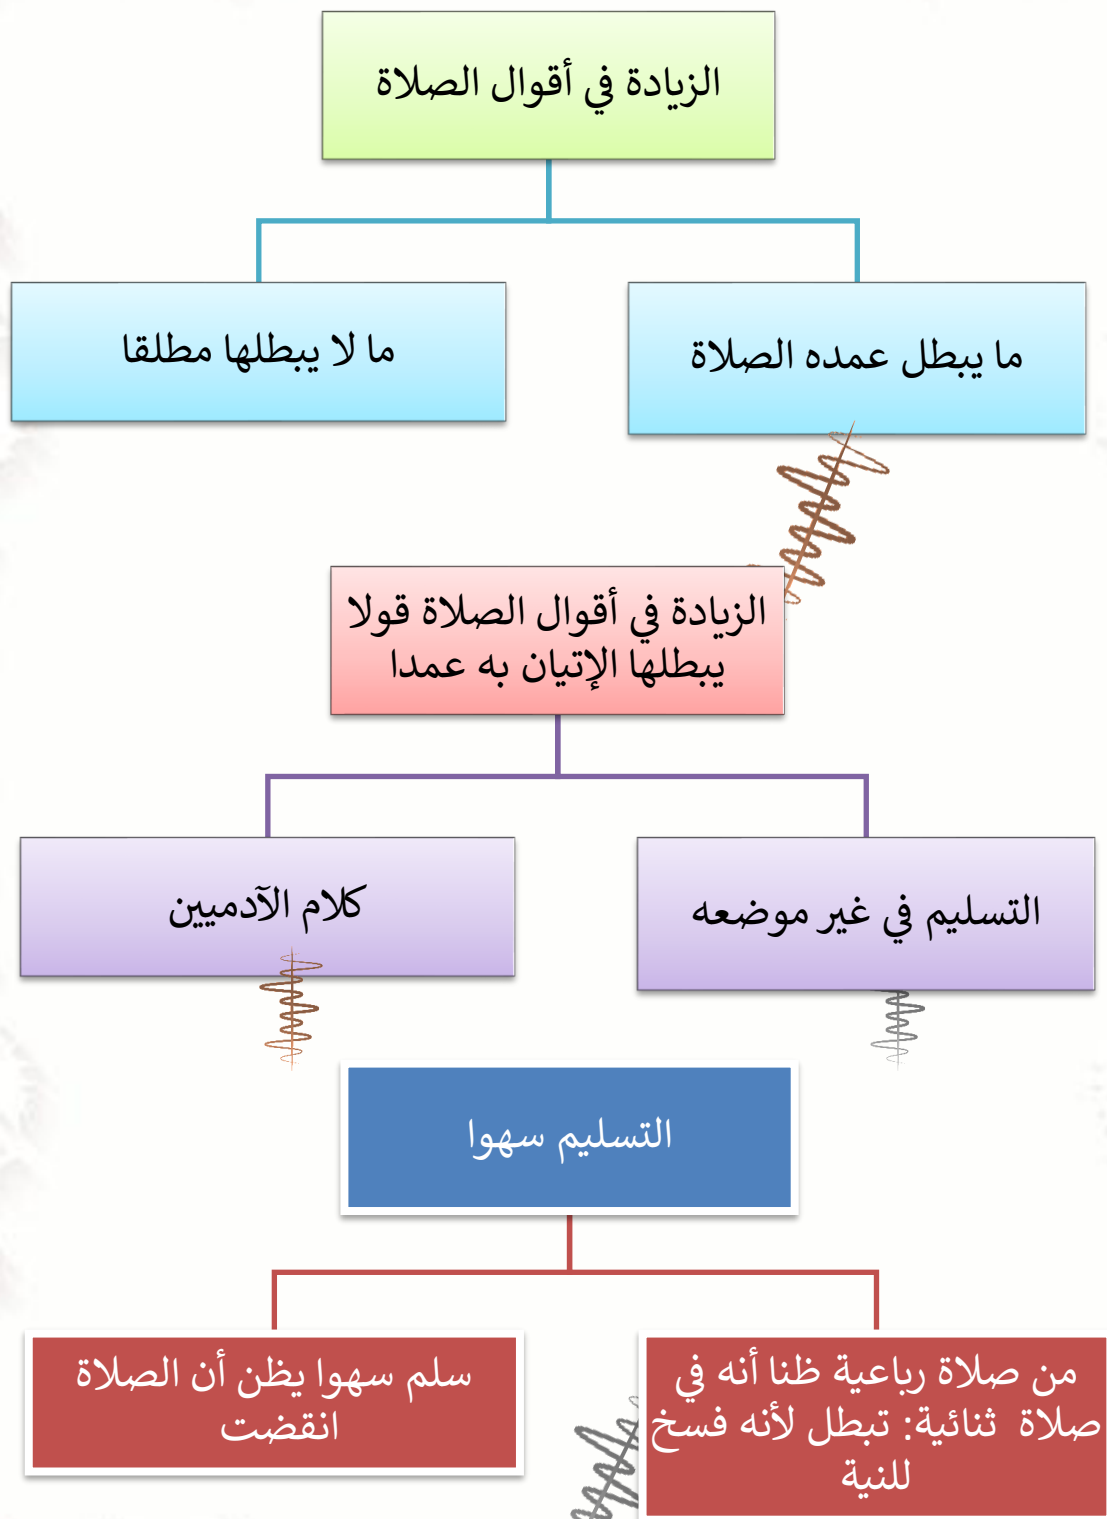 الزيادة في أقوال الصلاة
ما يبطل عمده الصلاة
ما لا يبطلها مطلقا
الزيادة في أقوال الصلاة قولا
يبطلها الإتيان به عمدا
التسليم في غير موضعه
كلام الآدميين
التسليم سهوا
من صلاة رباعية ظنا أنه في
صلاة ثنائية: تبطل لأنه فسخ
للنية
سلم سهوا يظن أن الصلاة
انقضت